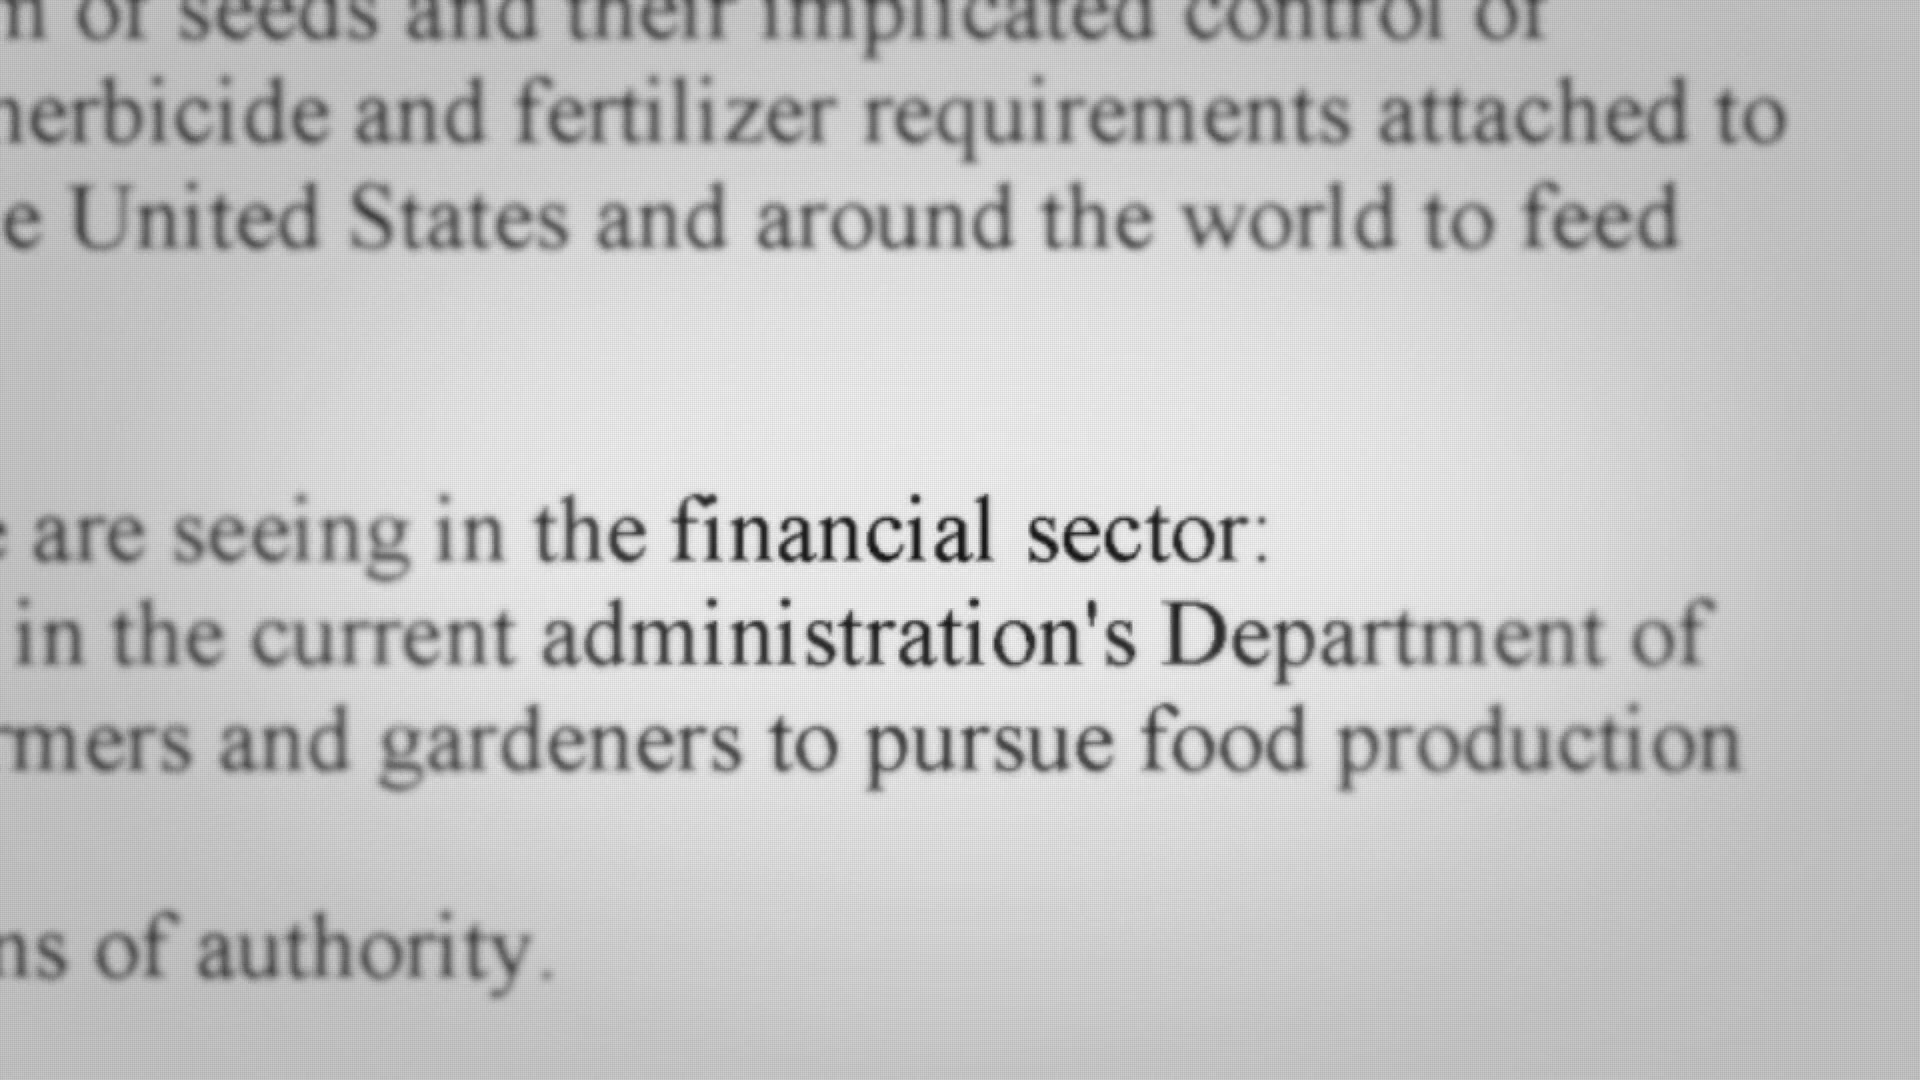 of seeds and their implicated control of
herbicide and fertilizer requirements attached to
United States and around the world to feed
are seeing in the financial sector:
in the current administration's Department of
and gardeners to pursue food production
of authority.